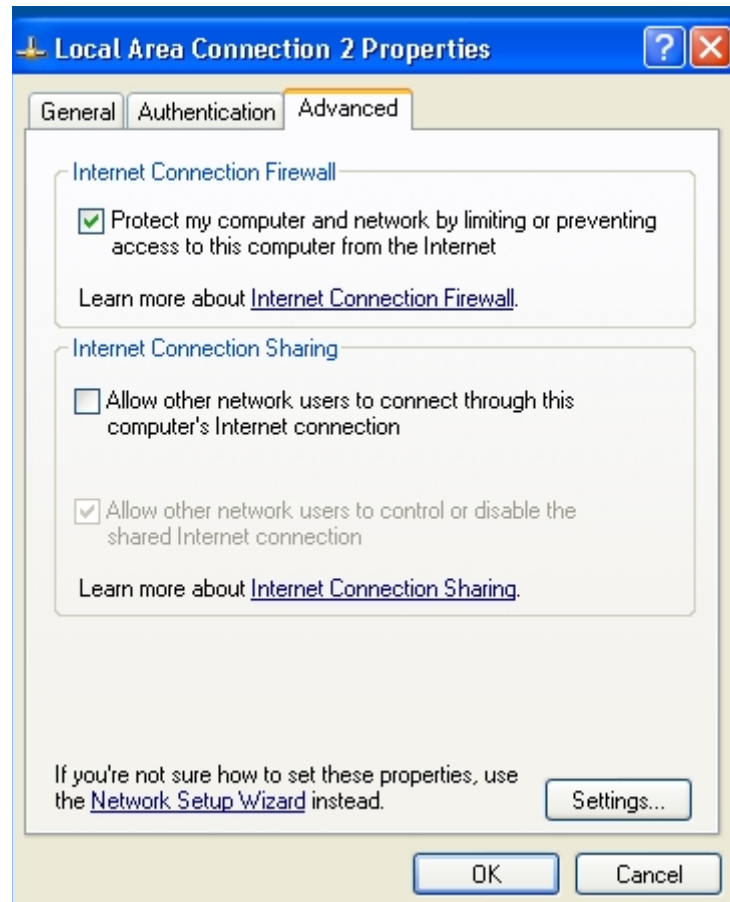 Local Area Connection 2 Properties
General
Authentication
Advanced
Internet Connection Firewall
Protect my computer and network by limiting or preventing
access to this computer from the Internet
Learn more about Internet Connection Firewall.
Internet Connection Sharing
Allow other network users to connect through this
computer's Internet connection
Allow other network users to control or disable the
shared Internet connection
Learn more about Internet Connection Sharing.
If you're not sure how to set these properties, use
the Network Setup Wizard instead.
Settings...
OK
Cancel